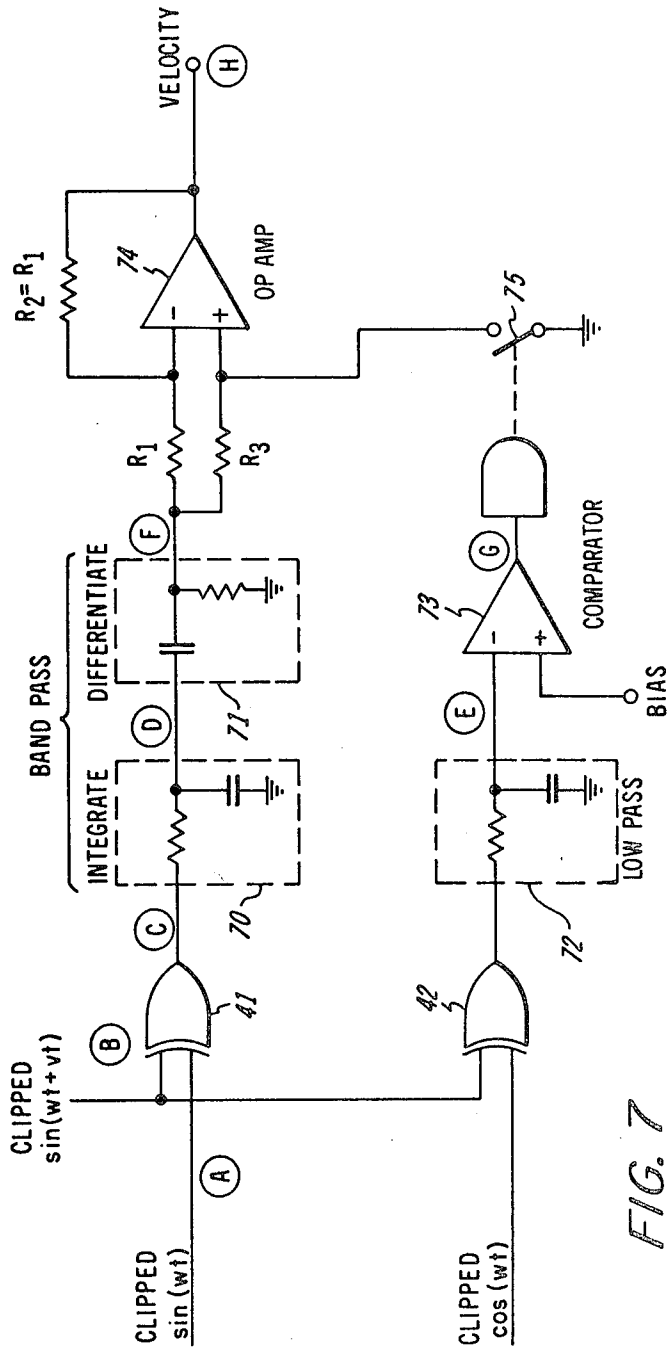 CLIPPED
sin(wt+vt)
CLIPPED
sin (wt)
CLIPPED
cos(wt)
A
B
C
41
42
BAND PASS
INTEGRATE
70
D
DIFFERENTIATE
71
F
R1
R3
R2=R1
74
OP AMP
VELOCITY
H
LOW PASS
72
E
73
COMPARATOR
BIAS
G
75
FIG. 7